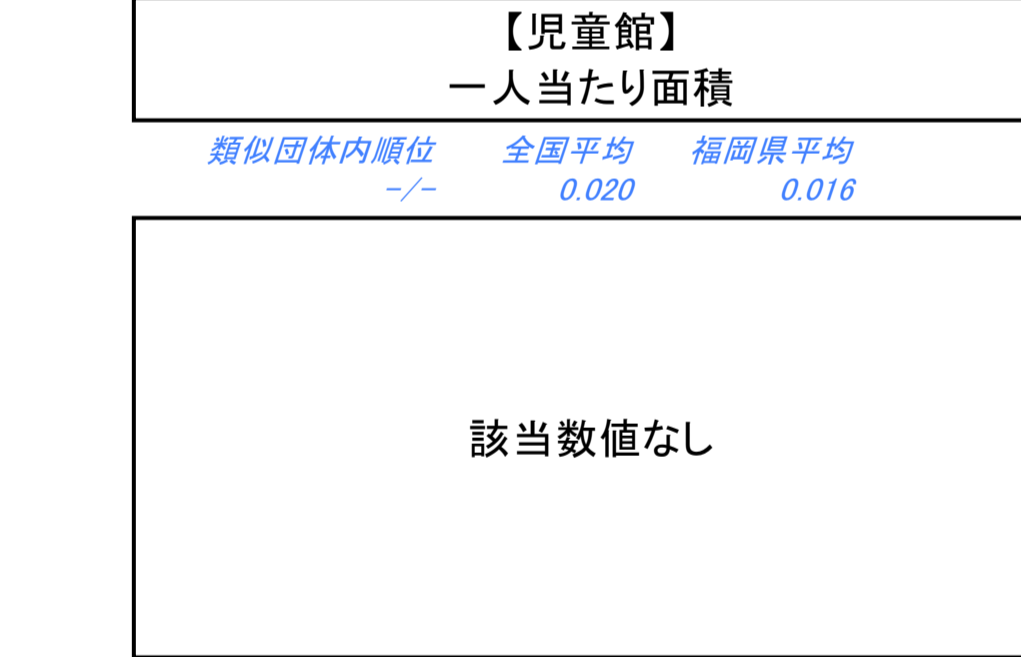 【児童館】
一人当たり面積
類似団体内順位 全国平均 福岡県平均
-/- 0.020 0.016
該当数値なし